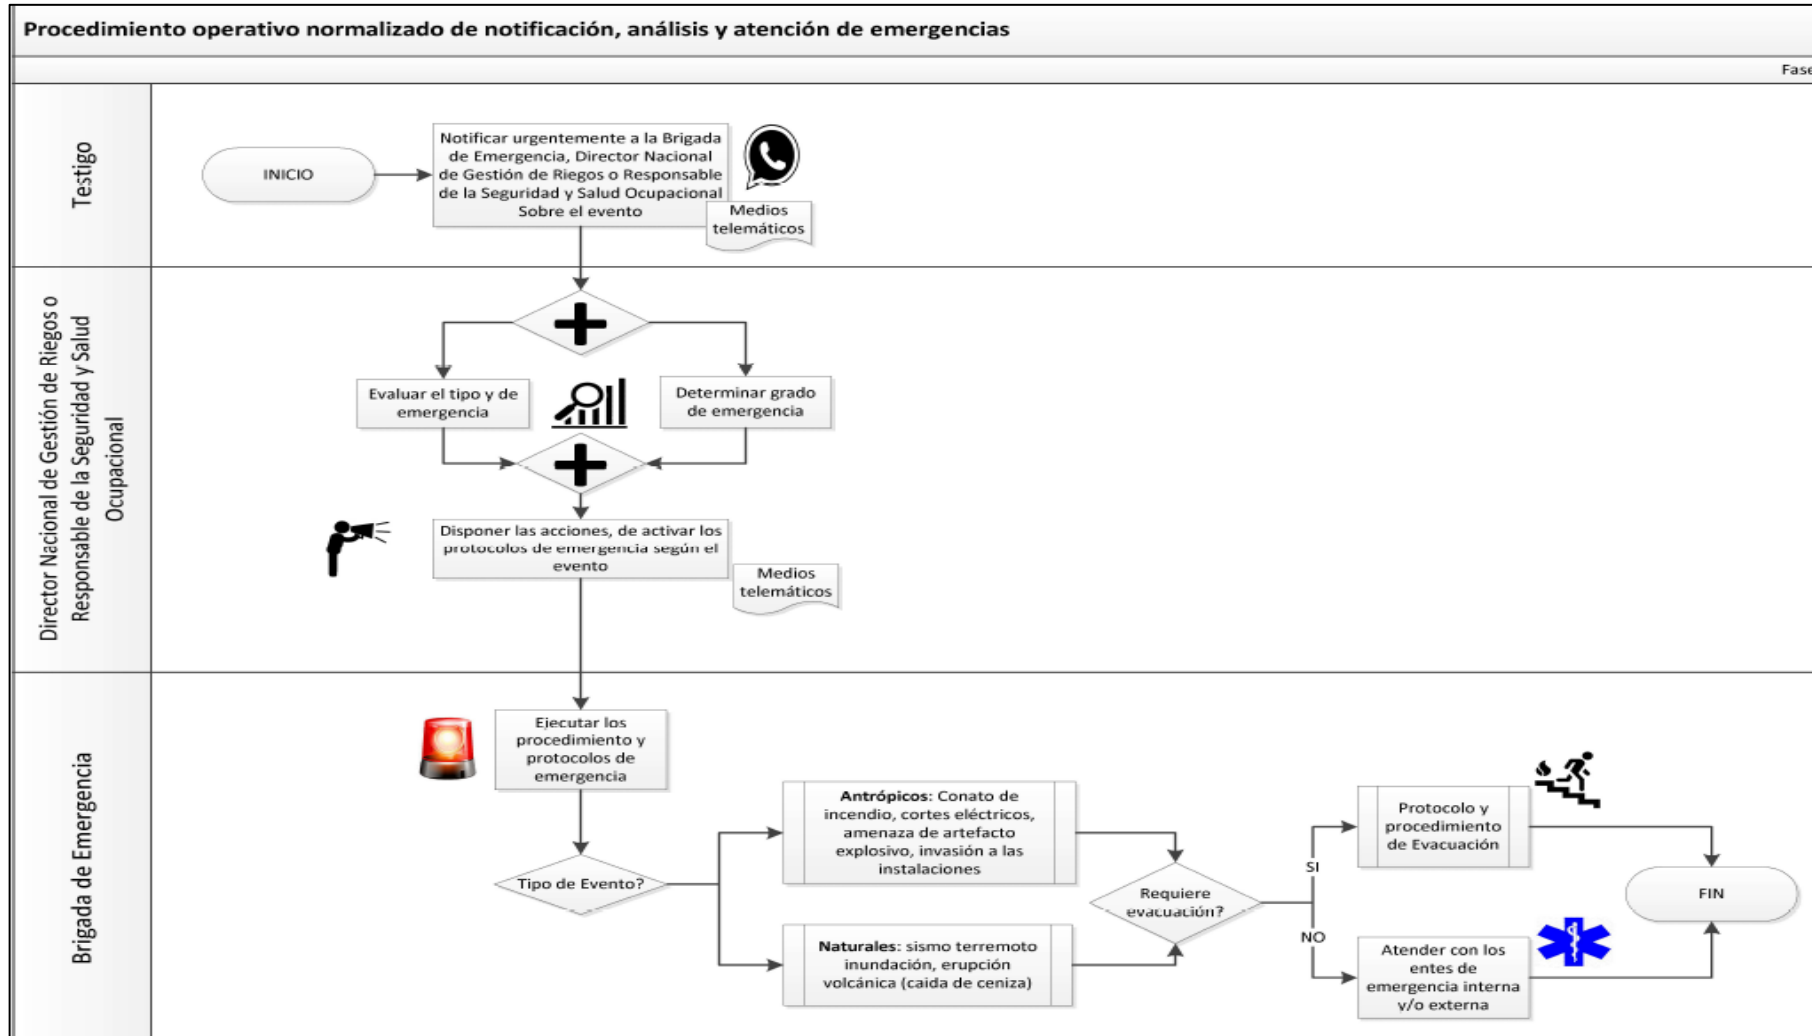 Procedimiento operativo normalizado de notificación, análisis y atención de emergencias
Fase
Testigo
INICIO
Notificar urgentemente a la Brigada
de Emergencia, Director Nacional
de Gestión de Riegos o Responsable
de la Seguridad y Salud Ocupacional
Sobre el evento
Medios
telemáticos
Director Nacional de Gestión de Riegos o
Responsable de la Seguridad y Salud
Ocupacional
Evaluar el tipo y de
emergencia
Determinar grado
de emergencia
Disponer las acciones, de activar los
protocolos de emergencia según el
evento
Medios
telemáticos
Brigada de Emergencia
Ejecutar los
procedimiento y
protocolos de
emergencia
Tipo de Evento?
Antrópicos: Conato de
incendio, cortes eléctricos,
amenaza de artefacto
explosivo, invasión a las
instalaciones
Naturales: sismo terremoto
inundación, erupción
volcánica (caida de ceniza)
Requiere
evacuación?
SI
NO
Protocolo y
procedimiento
de Evacuación
Atender con los
entes de
emergencia interna
y/o externa
FIN